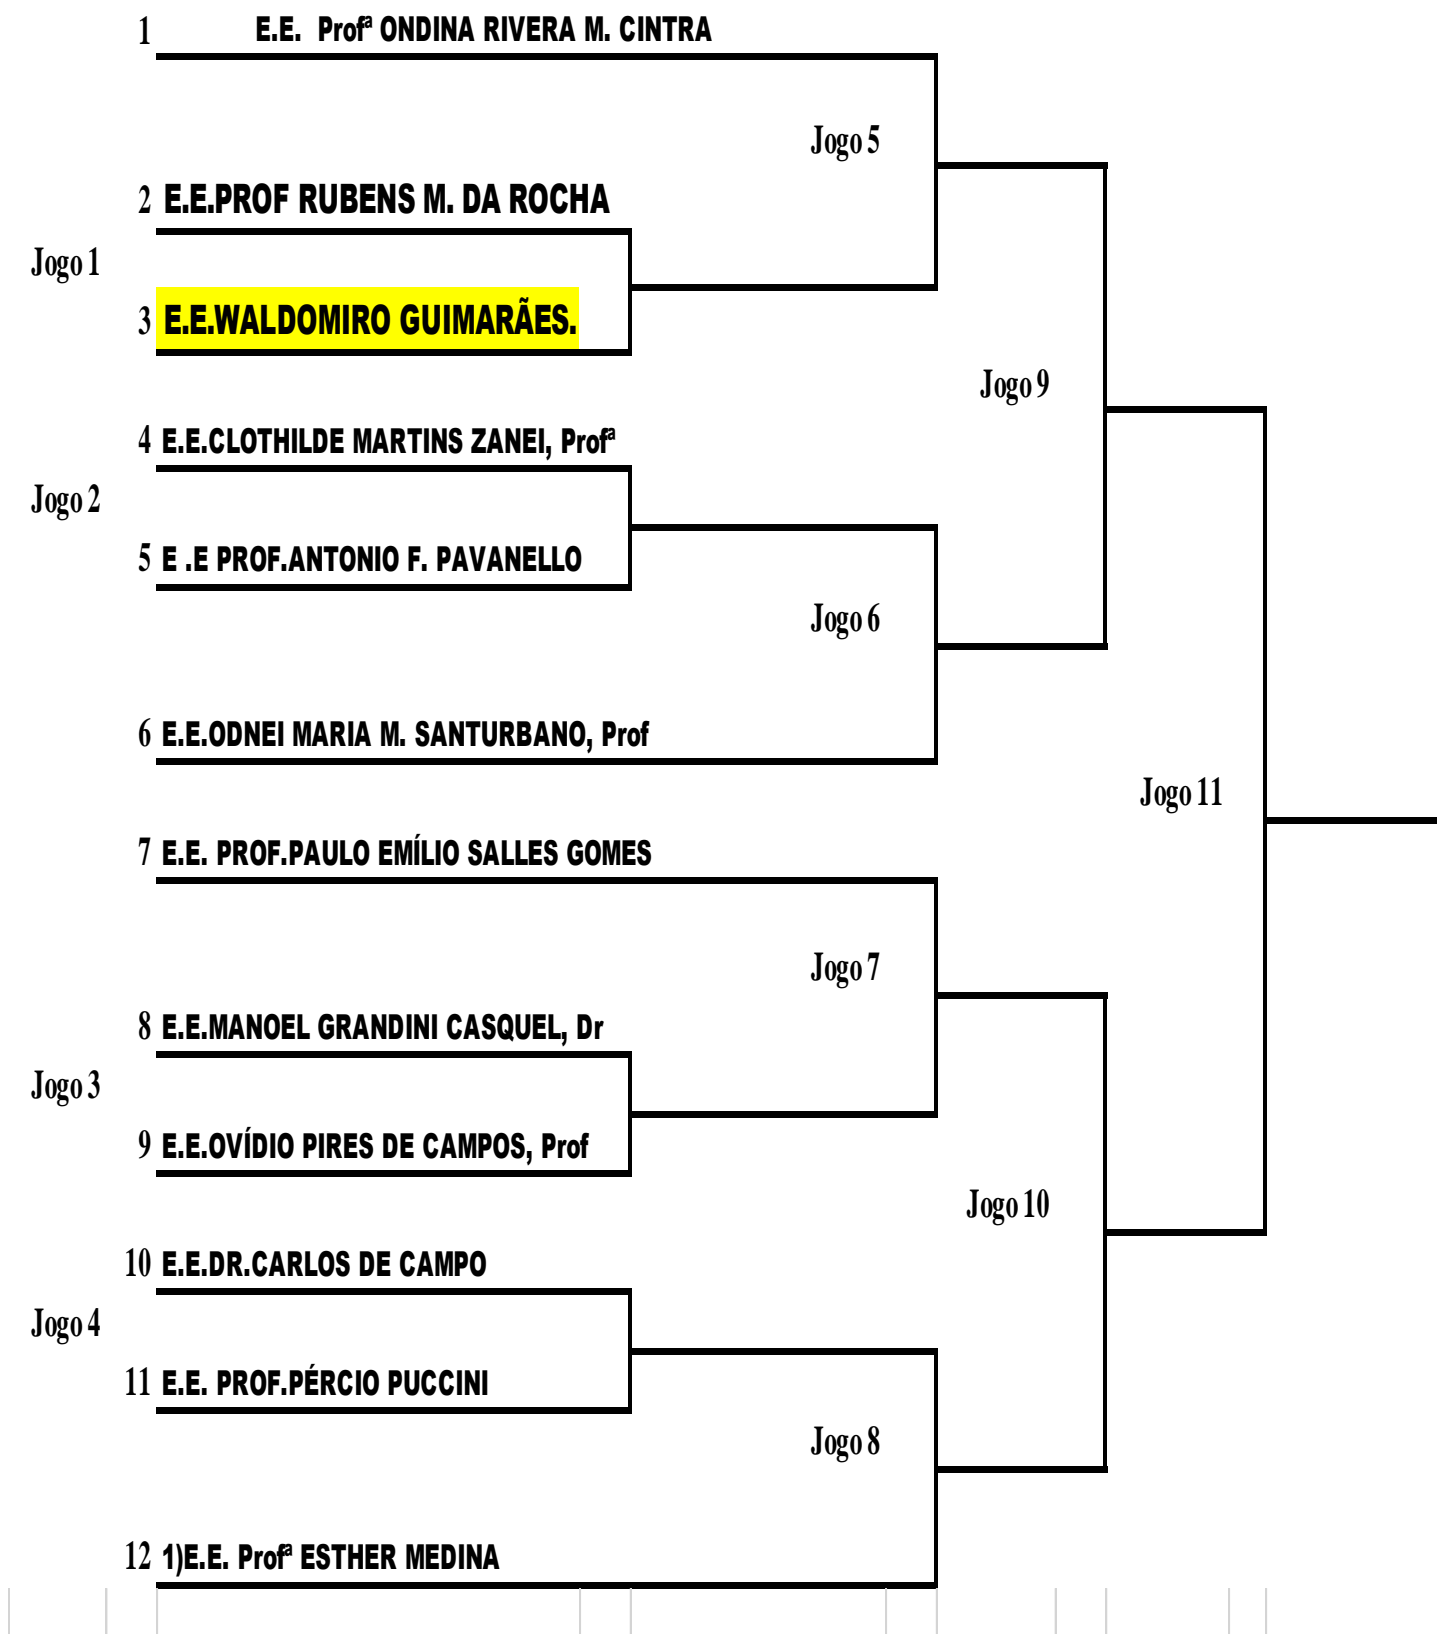 1 E.E. Profª ONDINA RIVERA M. CINTRA
Jogo 5
2 E.E.PROF RUBENS M. DA ROCHA
Jogo 1
3 E.E.WALDOMIRO GUIMARÃES.
Jogo 9
4 E.E.CLOTHILDE MARTINS ZANEI, Profª
Jogo 2
5 E .E PROF.ANTONIO F. PAVANELLO
Jogo 6
6 E.E.ODNEI MARIA M. SANTURBANO, Prof
Jogo 11
7 E.E. PROF.PAULO EMÍLIO SALLES GOMES
Jogo 7
8 E.E.MANOEL GRANDINI CASQUEL, Dr
Jogo 3
9 E.E.OVÍDIO PIRES DE CAMPOS, Prof
Jogo 10
10 E.E.DR.CARLOS DE CAMPO
Jogo 4
11 E.E. PROF.PÉRCIO PUCCINI
Jogo 8
12 1)E.E. Profª ESTHER MEDINA